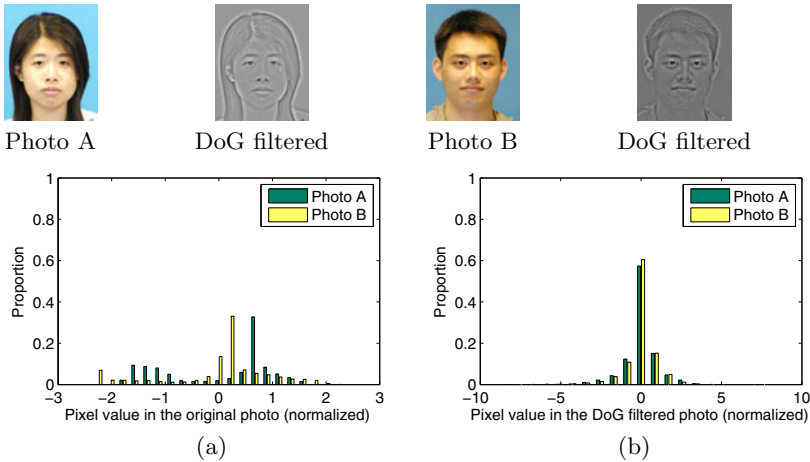 Photo A
DoG filtered
Photo B
DoG filtered
1
0.8
0.6
0.4
0.2
0
Proportion
Photo A
Photo B
−3
−2
−1
0
1
2
3
Pixel value in the original photo (normalized)
(a)
1
0.8
0.6
0.4
0.2
0
Proportion
Photo A
Photo B
−10
−5
0
5
10
Pixel value in the DoG filtered photo (normalized)
(b)